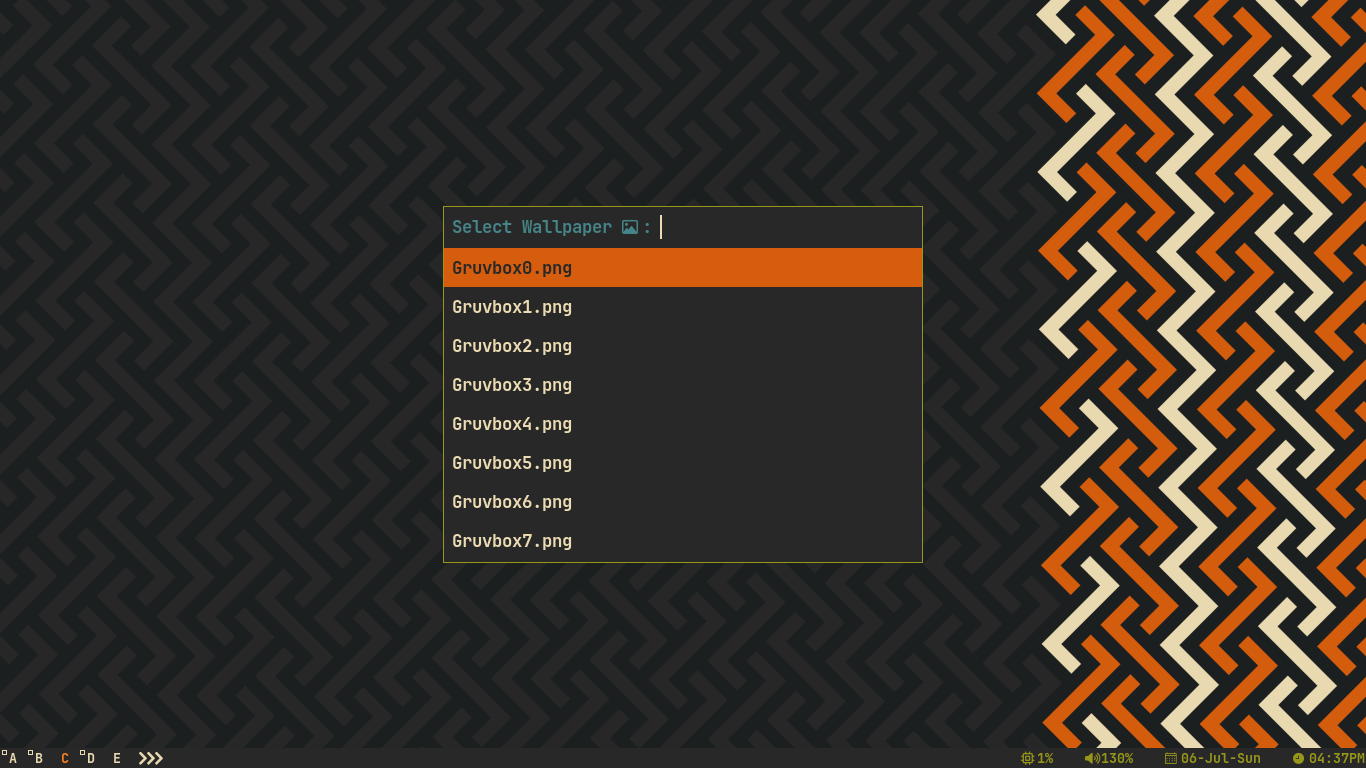 Select Wallpaper :
Gruvbox0.png
Gruvbox1.png
Gruvbox2.png
Gruvbox3.png
Gruvbox4.png
Gruvbox5.png
Gruvbox6.png
Gruvbox7.png
A B C D E >>> 1% 130% 06-Jul-Sun 04:37PM